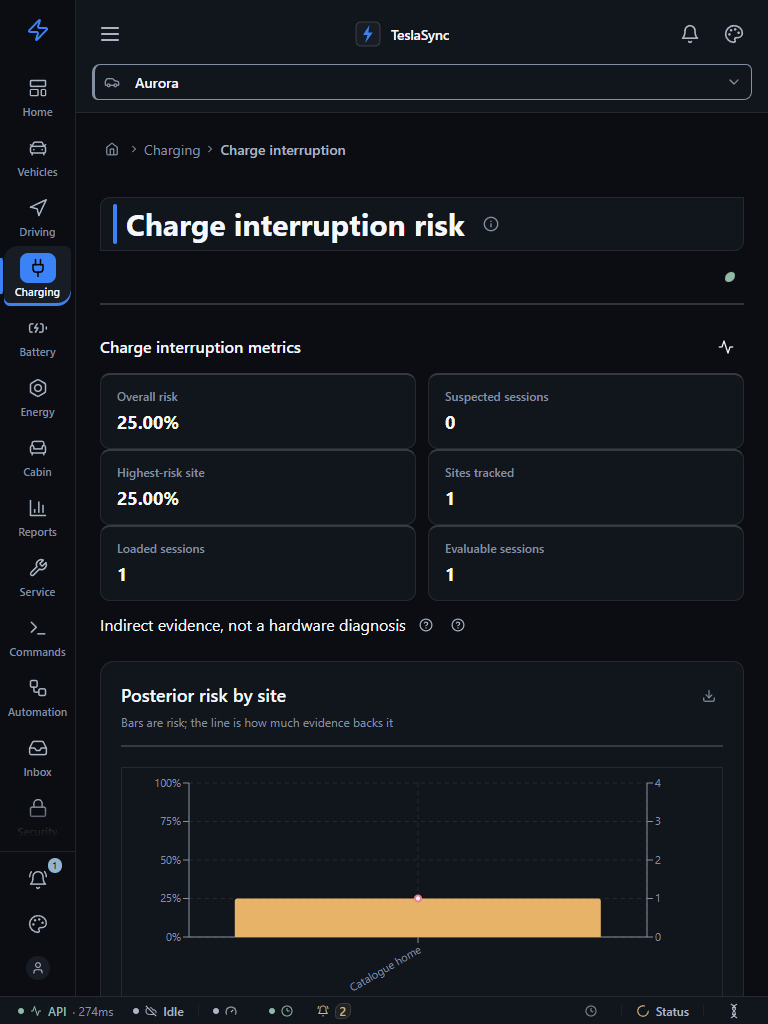 TeslaSync
Aurora
Home
Vehicles
Driving
Charging
Battery
Energy
Cabin
Reports
Service
Commands
Automation
Inbox
Security
1
Charging > Charge interruption
Charge interruption risk
Charge interruption metrics
Overall risk
25.00%
Suspected sessions
0
Highest-risk site
25.00%
Sites tracked
1
Loaded sessions
1
Evaluable sessions
1
Indirect evidence, not a hardware diagnosis
Posterior risk by site
Bars are risk; the line is how much evidence backs it
100% 4
75% 3
50% 2
25% 1
0% 0
Catalogue home
API · 274ms Idle 2 Status